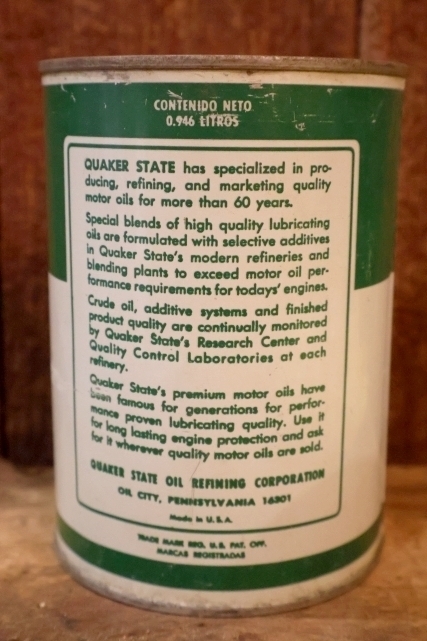 CONTENIDO NETO
0.946 LITROS
QUAKER STATE has specialized in pro-
ducing, refining, and marketing quality
motor oils for more than 60 years.
Special blends of high quality lubricating
oils are formulated with selective additives
in Quaker State's modern refineries and
blending plants to exceed motor oil per-
formance requirements for todays' engines.
Crude oil, additive systems and finished
product quality are continually monitored
by Quaker State's Research Center and
Quality Control Laboratories at each
refinery.
Quaker State's premium motor oils have
been famous for generations for perfor-
mance proven lubricating quality. Use it
for long lasting engine protection and ask
for it wherever quality motor oils are sold.
QUAKER STATE OIL REFINING CORPORATION
OIL CITY, PENNSYLVANIA 16301
Made in U.S.A.
TRADE MARK REG. U.S. PAT. OFF.
MARCAS REGISTRADAS